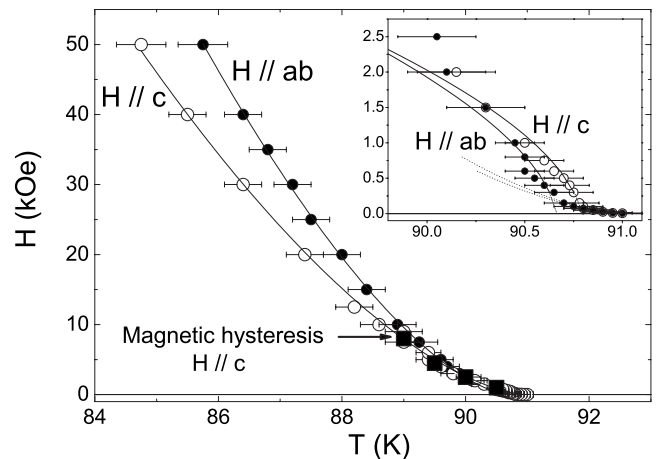 50
40
30
20
10
0
H (kOe)
84
86
88
90
92
T (K)
H // c
H // ab
Magnetic hysteresis
H // c
2.5
2.0
1.5
1.0
0.5
0.0
90.0
90.5
91.0
H // ab
H // c